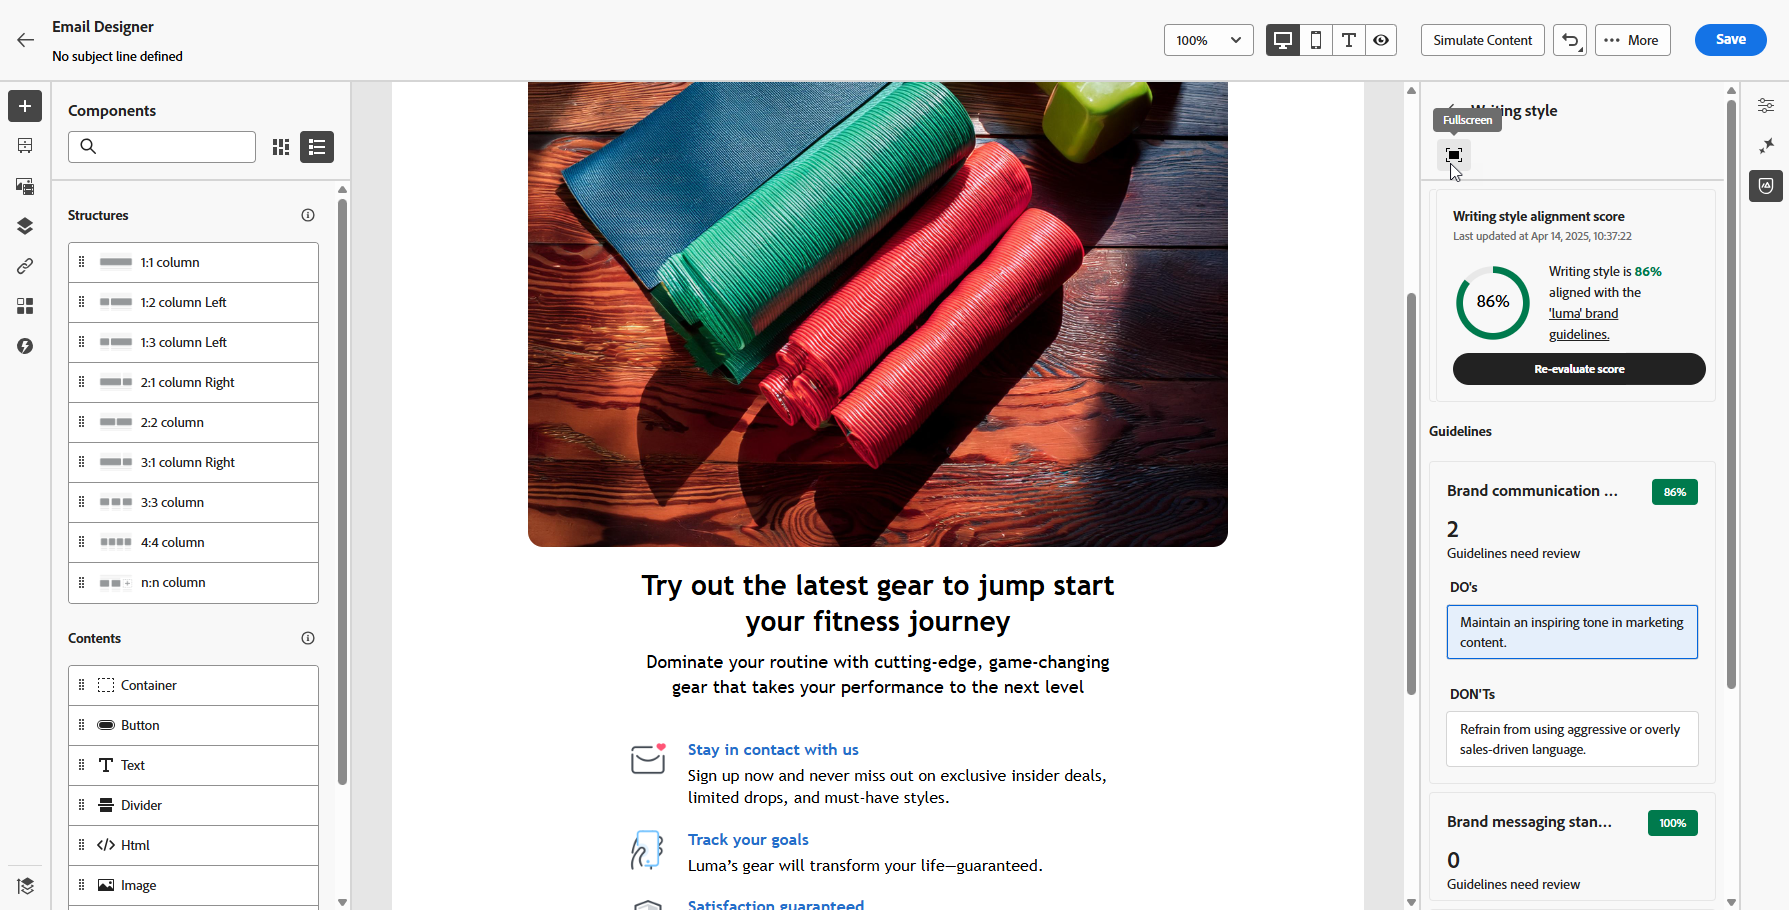 Email Designer
No subject line defined
100%
Simulate Content
More
Save
Components
Structures
1:1 column
1:2 column Left
1:3 column Left
2:1 column Right
2:2 column
3:1 column Right
3:3 column
4:4 column
n:n column
Contents
Container
Button
Text
Divider
Html
Image
Try out the latest gear to jump start
your fitness journey
Dominate your routine with cutting-edge, game-changing
gear that takes your performance to the next level
Stay in contact with us
Sign up now and never miss out on exclusive insider deals,
limited drops, and must-have styles.
Track your goals
Luma’s gear will transform your life—guaranteed.
Satisfaction guaranteed
style
Fullscreen
Writing style alignment score
Last updated at Apr 14, 2025, 10:37:22
86%
Writing style is 86%
aligned with the
'luma' brand
guidelines.
Re-evaluate score
Guidelines
Brand communication ...
86%
2
Guidelines need review
DO's
Maintain an inspiring tone in marketing
content.
DON'Ts
Refrain from using aggressive or overly
sales-driven language.
Brand messaging stan...
100%
0
Guidelines need review